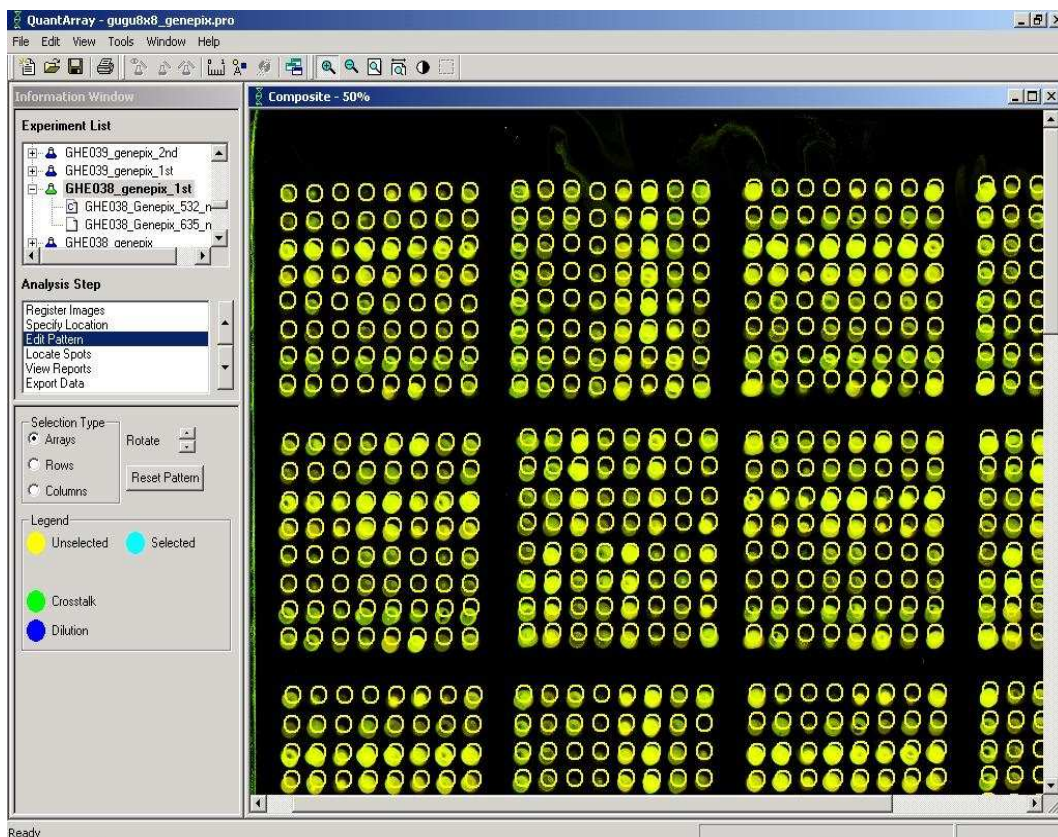 QuantArray - gugu8x8_genepix.pro
File Edit View Tools Window Help
Information Window
Composite - 50%
Experiment List
GHE039_genepix_2nd
GHE039_genepix_1st
GHE038_genepix_1st
C GHE038_Genepix_532_n
GHE038_Genepix_635_n
GHE038 genepix
Analysis Step
Register Images
Specify Location
Edit Pattern
Locate Spots
View Reports
Export Data
Selection Type
Arrays
Rows
Columns
Rotate
Reset Pattern
Legend
Unselected
Selected
Crosstalk
Dilution
Ready